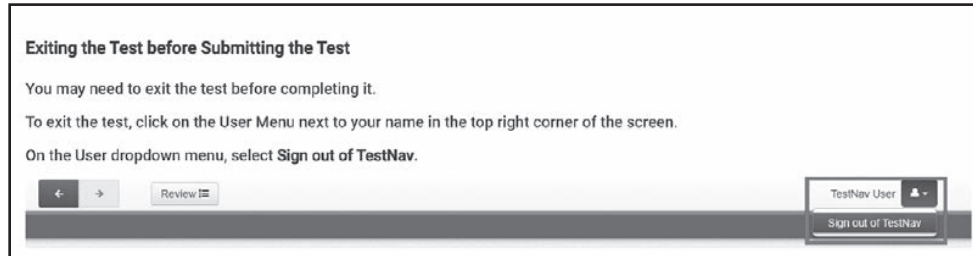 Exiting the Test before Submitting the Test
You may need to exit the test before completing it.
To exit the test, click on the User Menu next to your name in the top right corner of the screen.
On the User dropdown menu, select Sign out of TestNav.
Review
TestNav User
Sign out of TestNav